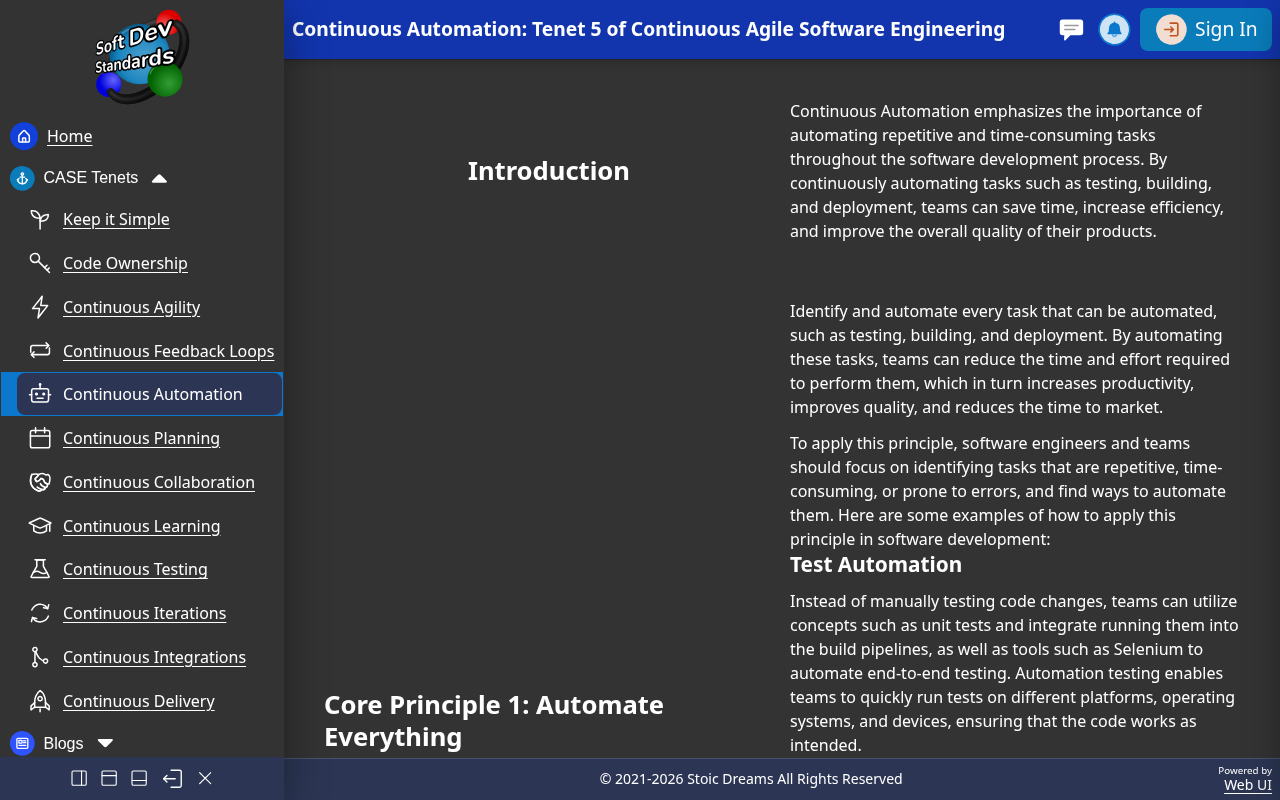 Soft Dev
Standards
Home
CASE Tenets
Keep it Simple
Code Ownership
Continuous Agility
Continuous Feedback Loops
Continuous Automation
Continuous Planning
Continuous Collaboration
Continuous Learning
Continuous Testing
Continuous Iterations
Continuous Integrations
Continuous Delivery
Blogs
Continuous Automation: Tenet 5 of Continuous Agile Software Engineering
Sign In
Introduction
Continuous Automation emphasizes the importance of
automating repetitive and time-consuming tasks
throughout the software development process. By
continuously automating tasks such as testing, building,
and deployment, teams can save time, increase efficiency,
and improve the overall quality of their products.
Core Principle 1: Automate
Everything
Identify and automate every task that can be automated,
such as testing, building, and deployment. By automating
these tasks, teams can reduce the time and effort required
to perform them, which in turn increases productivity,
improves quality, and reduces the time to market.
To apply this principle, software engineers and teams
should focus on identifying tasks that are repetitive, time-
consuming, or prone to errors, and find ways to automate
them. Here are some examples of how to apply this
principle in software development:
Test Automation
Instead of manually testing code changes, teams can utilize
concepts such as unit tests and integrate running them into
the build pipelines, as well as tools such as Selenium to
automate end-to-end testing. Automation testing enables
teams to quickly run tests on different platforms, operating
systems, and devices, ensuring that the code works as
intended.
© 2021-2026 Stoic Dreams All Rights Reserved
Powered by
Web UI